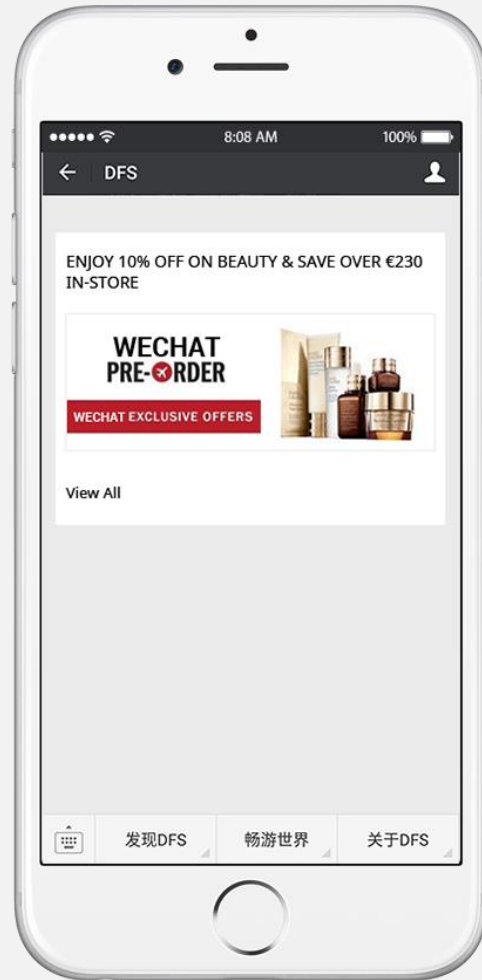 8:08 AM
100%
DFS
ENJOY 10% OFF ON BEAUTY & SAVE OVER €230
IN-STORE
WECHAT
PRE-ORDER
WECHAT EXCLUSIVE OFFERS
View All
发现DFS
畅游世界
关于DFS